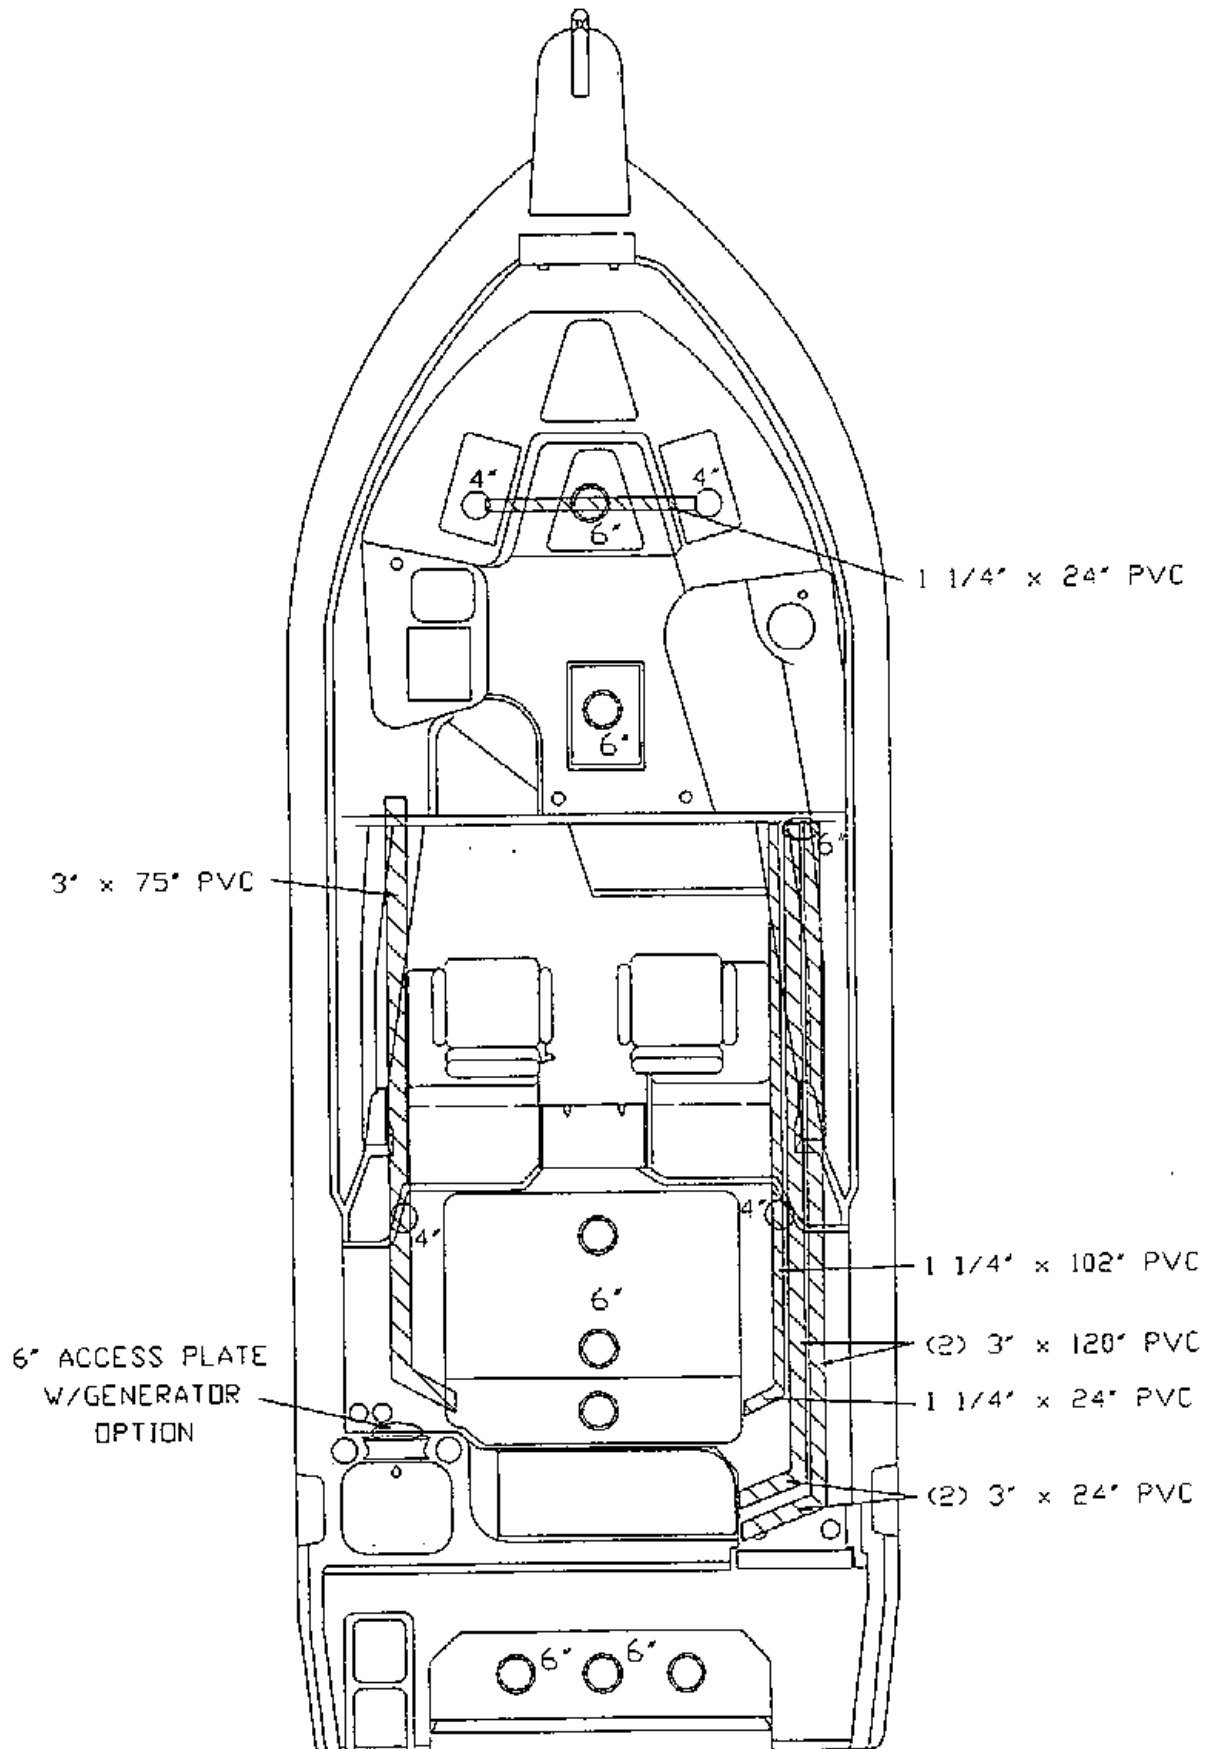 4" 4"
6"
1 1/4" x 24" PVC
6"
6"
3" x 75" PVC
4" 4"
1 1/4" x 102" PVC
6"
(2) 3" x 120" PVC
6" ACCESS PLATE
W/GENERATOR
OPTION
1 1/4" x 24" PVC
(2) 3" x 24" PVC
6" 6"